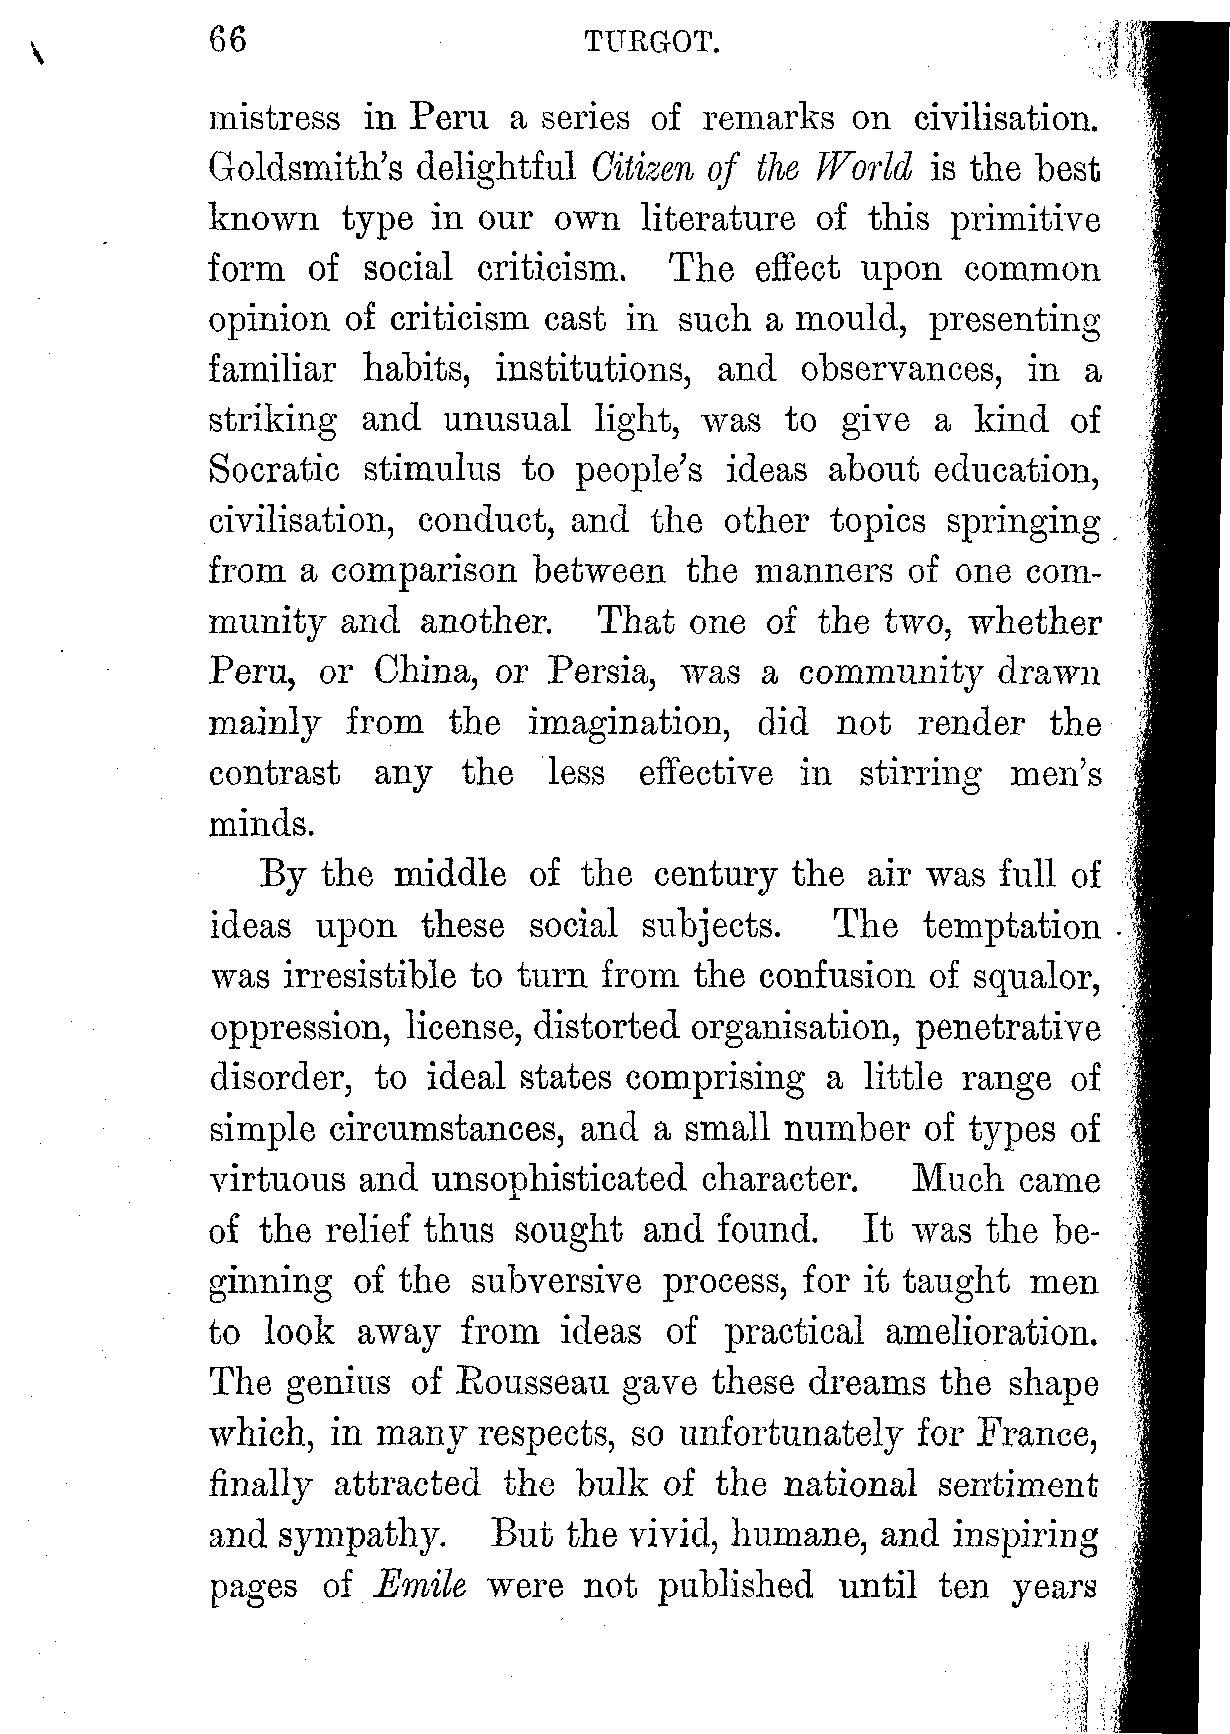 66 TURGOT.
mistress in Peru a series of remarks on civilisation.
Goldsmith's delightful Citizen of the World is the best
known type in our own literature of this primitive
form of social criticism. The effect upon common
opinion of criticism cast in such a mould, presenting
familiar habits, institutions, and observances, in a
striking and unusual light, was to give a kind of
Socratic stimulus to people's ideas about education,
civilisation, conduct, and the other topics springing
from a comparison between the manners of one com-
munity and another. That one of the two, whether
Peru, or China, or Persia, was a community drawn
mainly from the imagination, did not render the
contrast any the less effective in stirring men's
minds.
By the middle of the century the air was full of
ideas upon these social subjects. The temptation
was irresistible to turn from the confusion of squalor,
oppression, license, distorted organisation, penetrative
disorder, to ideal states comprising a little range of
simple circumstances, and a small number of types of
virtuous and unsophisticated character. Much came
of the relief thus sought and found. It was the be-
ginning of the subversive process, for it taught men
to look away from ideas of practical amelioration.
The genius of Rousseau gave these dreams the shape
which, in many respects, so unfortunately for France,
finally attracted the bulk of the national sentiment
and sympathy. But the vivid, humane, and inspiring
pages of Emile were not published until ten years